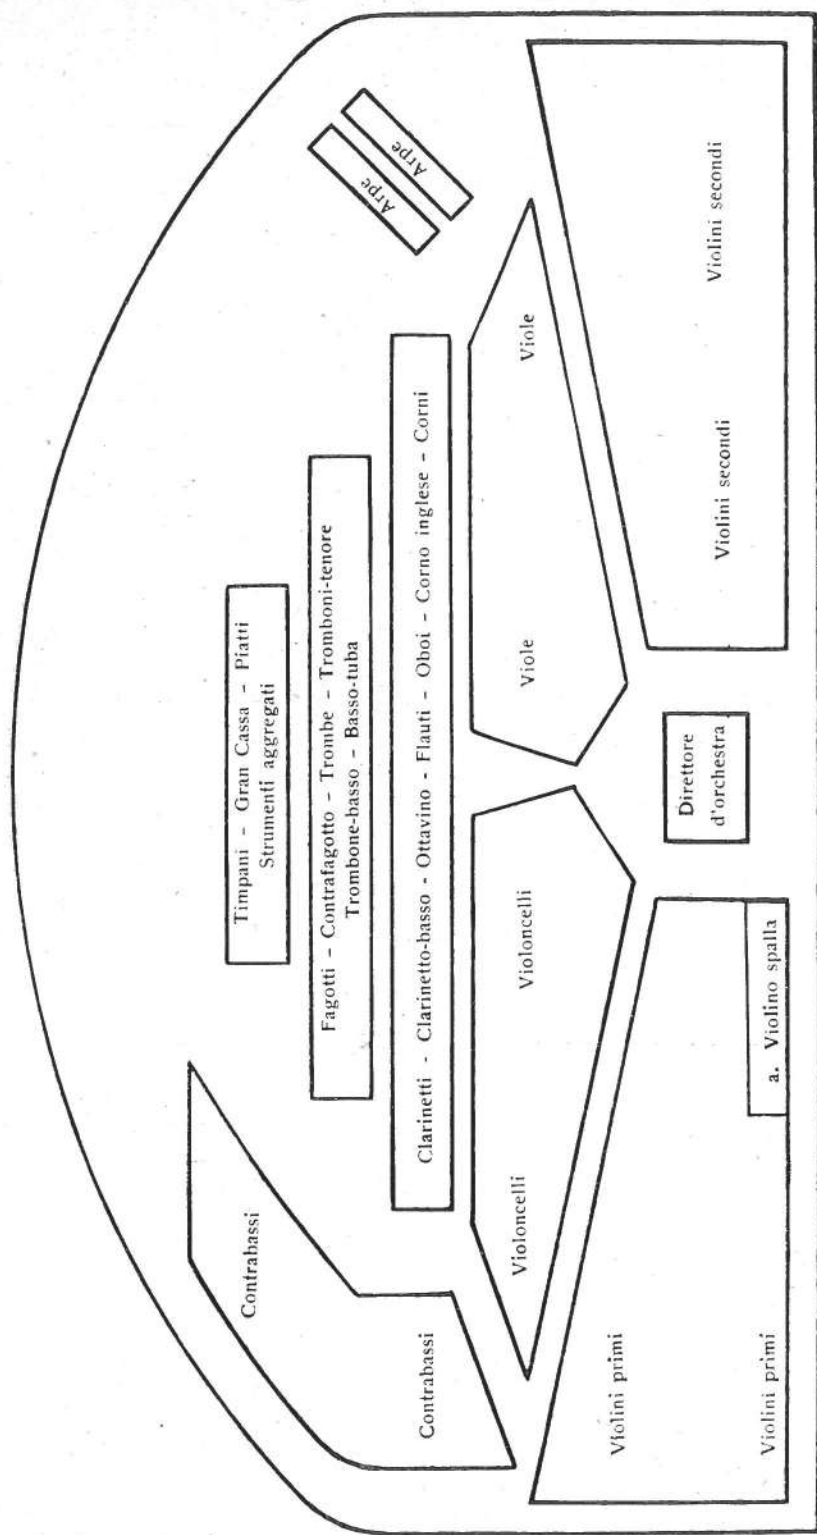 Timpani – Gran Cassa – Piatti
Strumenti aggregati
Fagotti – Contrafagotto – Trombe – Tromboni-tenore
Trombone-basso – Basso-tuba
Clarinetti - Clarinetto-basso - Ottavino - Flauti - Oboi - Corno inglese - Corni
Arpe
Arpe
Contrabassi
Contrabassi
Violoncelli
Violoncelli
Viole
Viole
Violini primi
Violini primi
a. Violino spalla
Direttore
d'orchestra
Violini secondi
Violini secondi